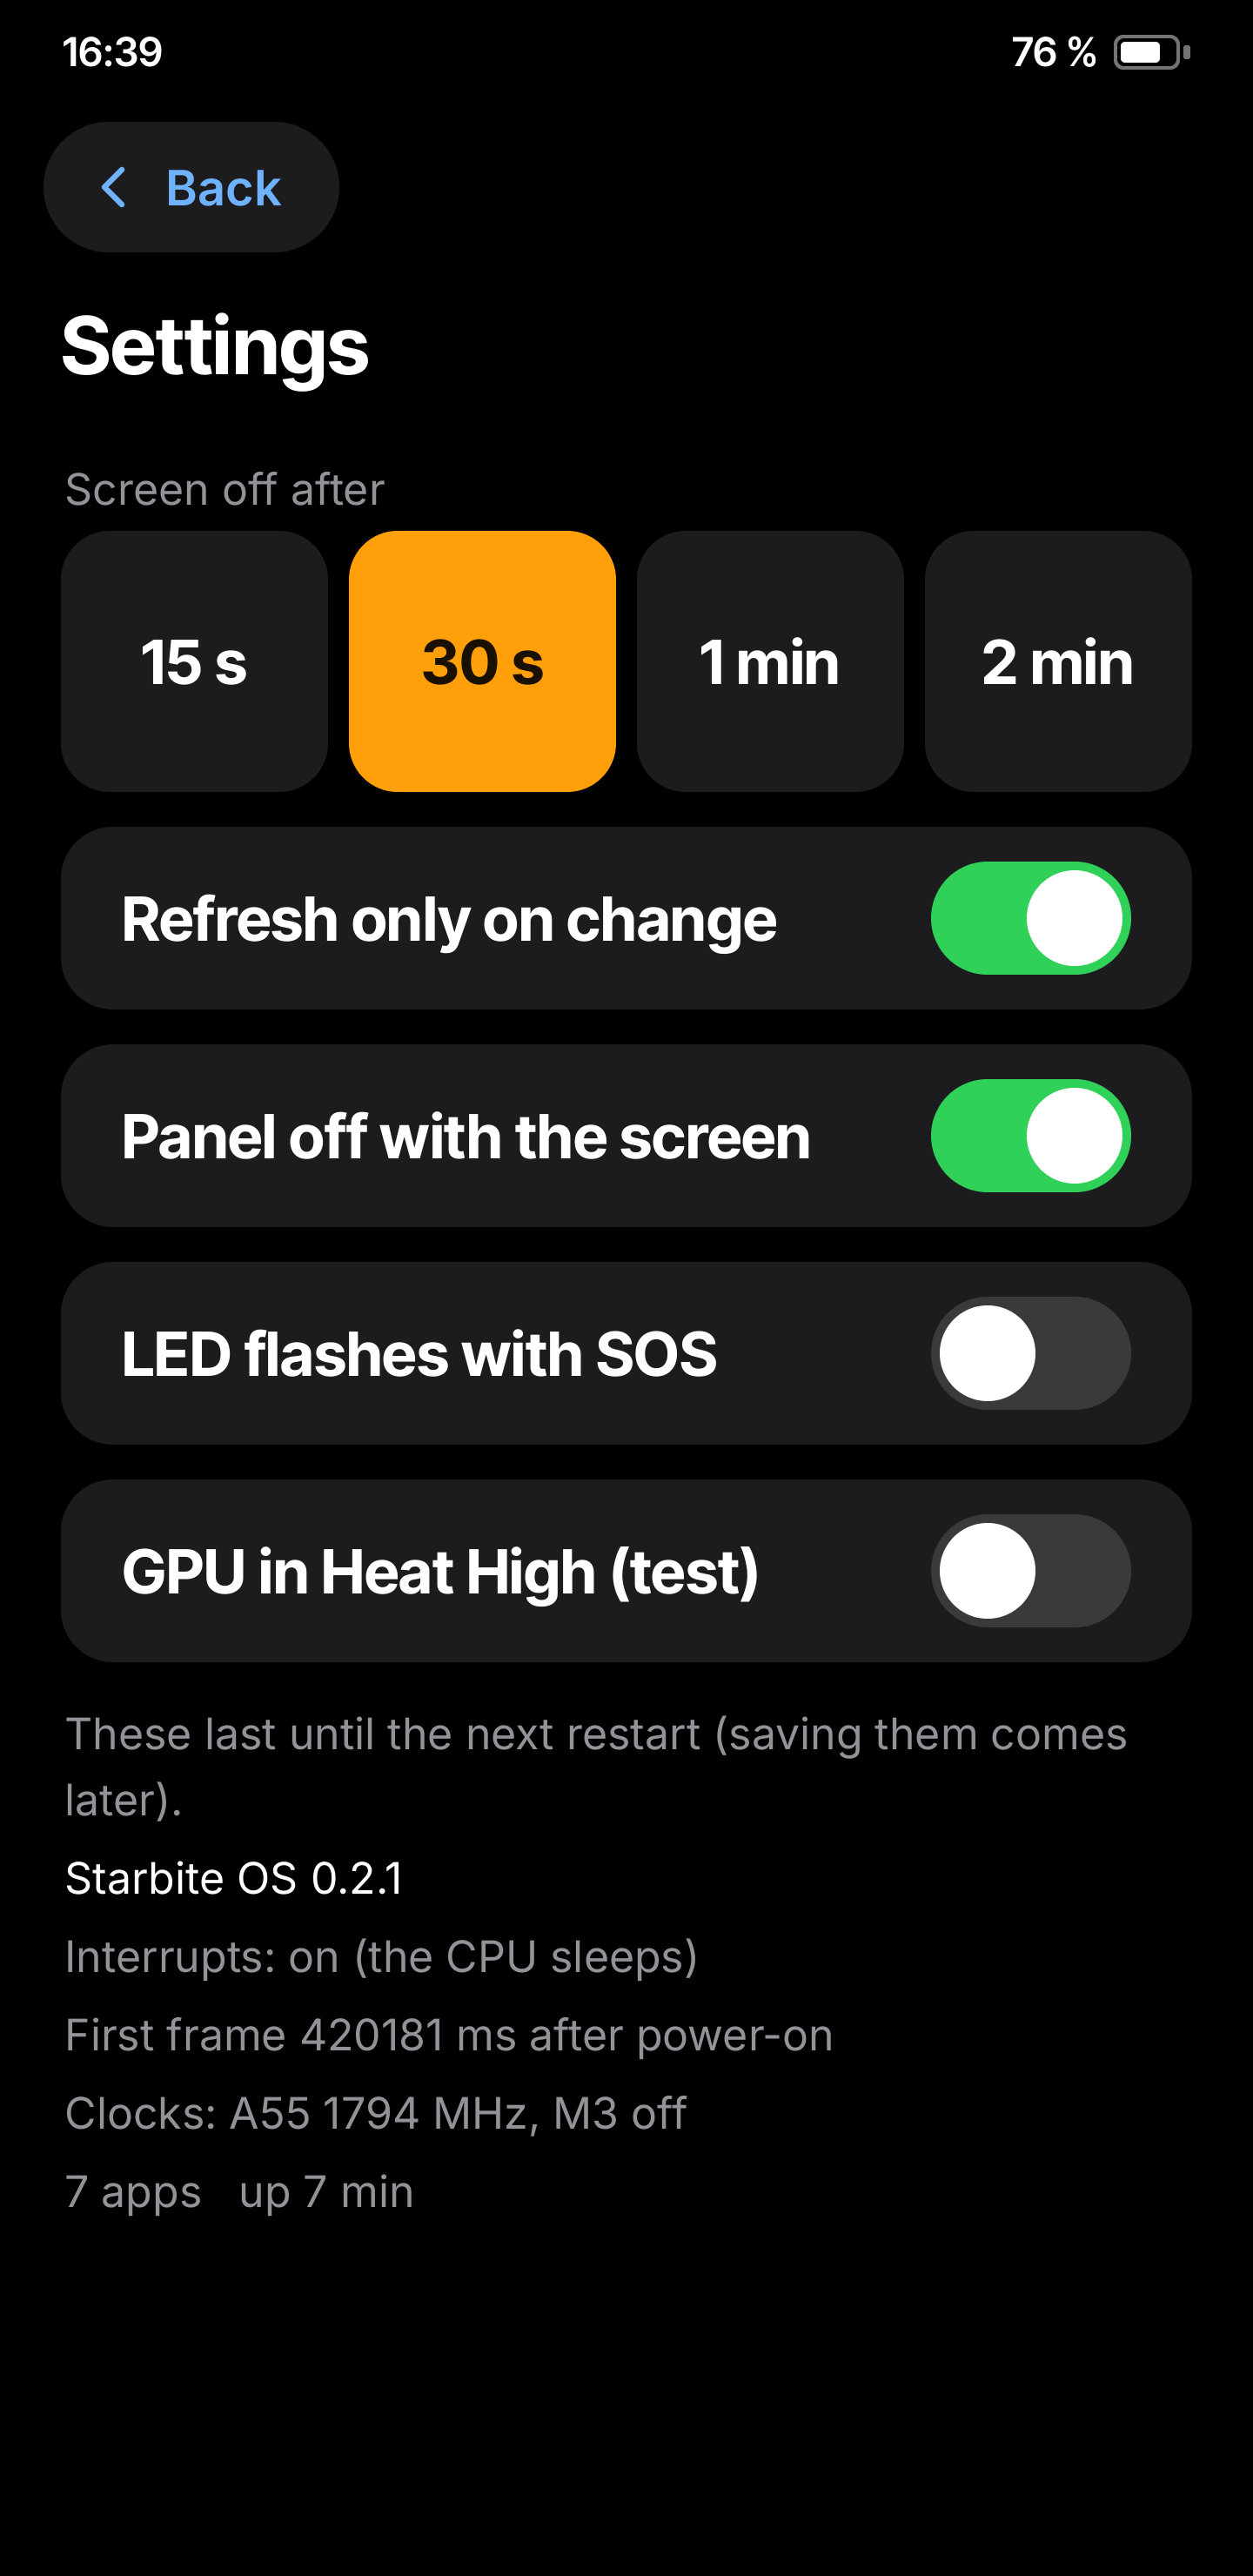 16:39
76 %
Back
Settings
Screen off after
15 s
30 s
1 min
2 min
Refresh only on change
Panel off with the screen
LED flashes with SOS
GPU in Heat High (test)
These last until the next restart (saving them comes
later).
Starbite OS 0.2.1
Interrupts: on (the CPU sleeps)
First frame 420181 ms after power-on
Clocks: A55 1794 MHz, M3 off
7 apps   up 7 min